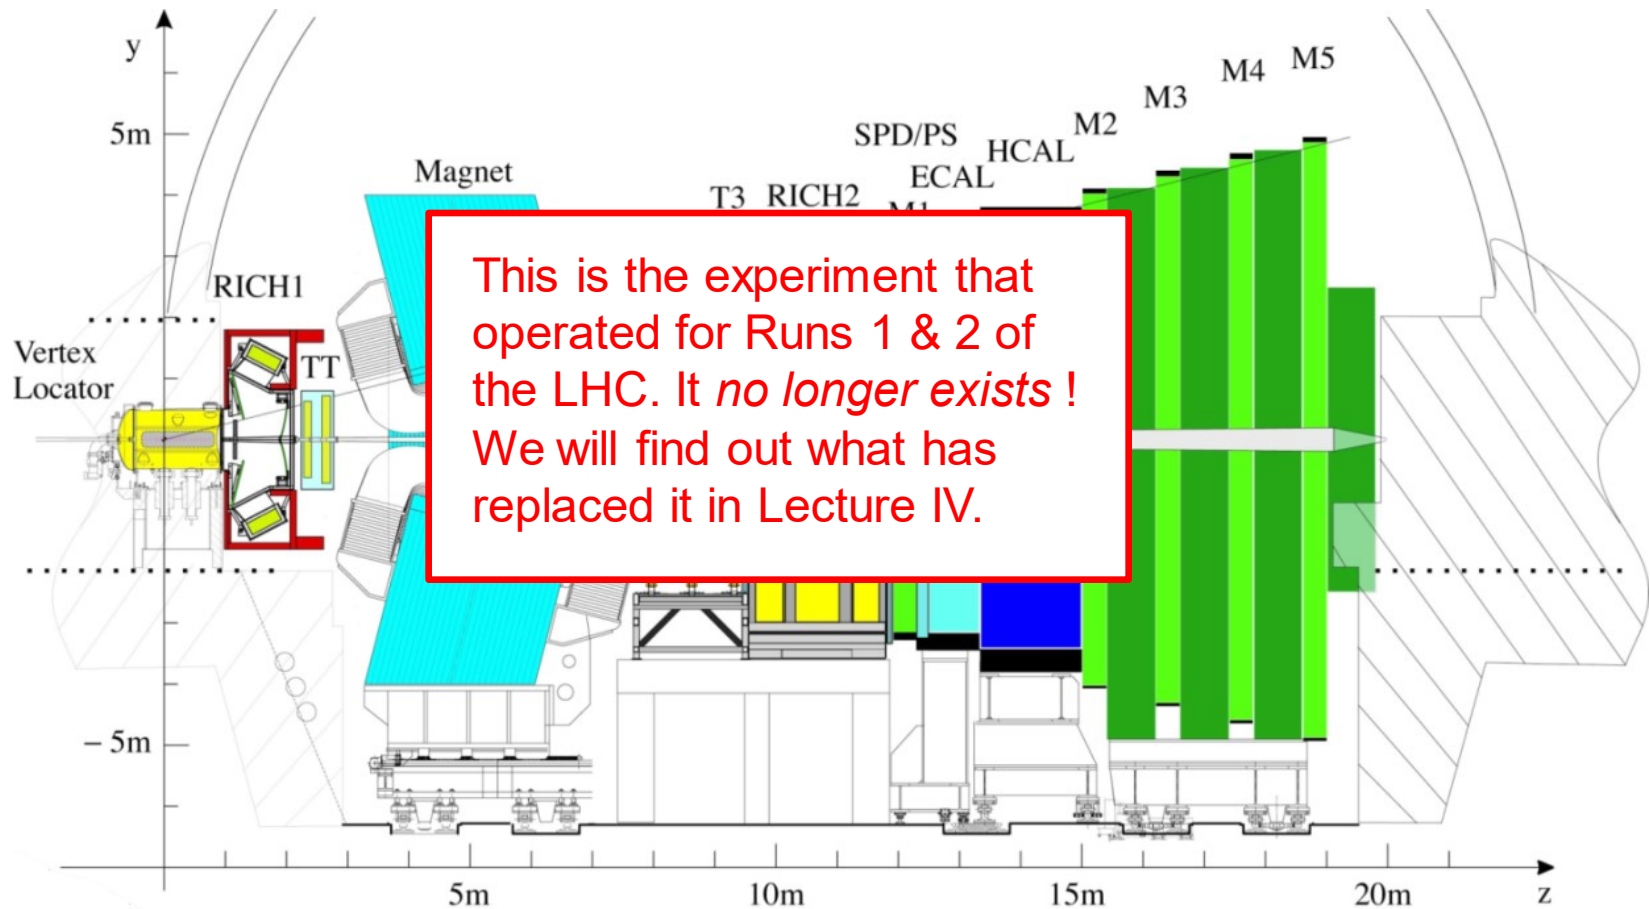 y
M5
M4
M3
M2
5m
SPD/PS
HCAL
ECAL
Magnet
T3 RICH2
M1
RICH1
TT
Vertex
Locator
This is the experiment that
operated for Runs 1 & 2 of
the LHC. It no longer exists !
We will find out what has
replaced it in Lecture IV.
– 5m
5m
10m
15m
20m
z